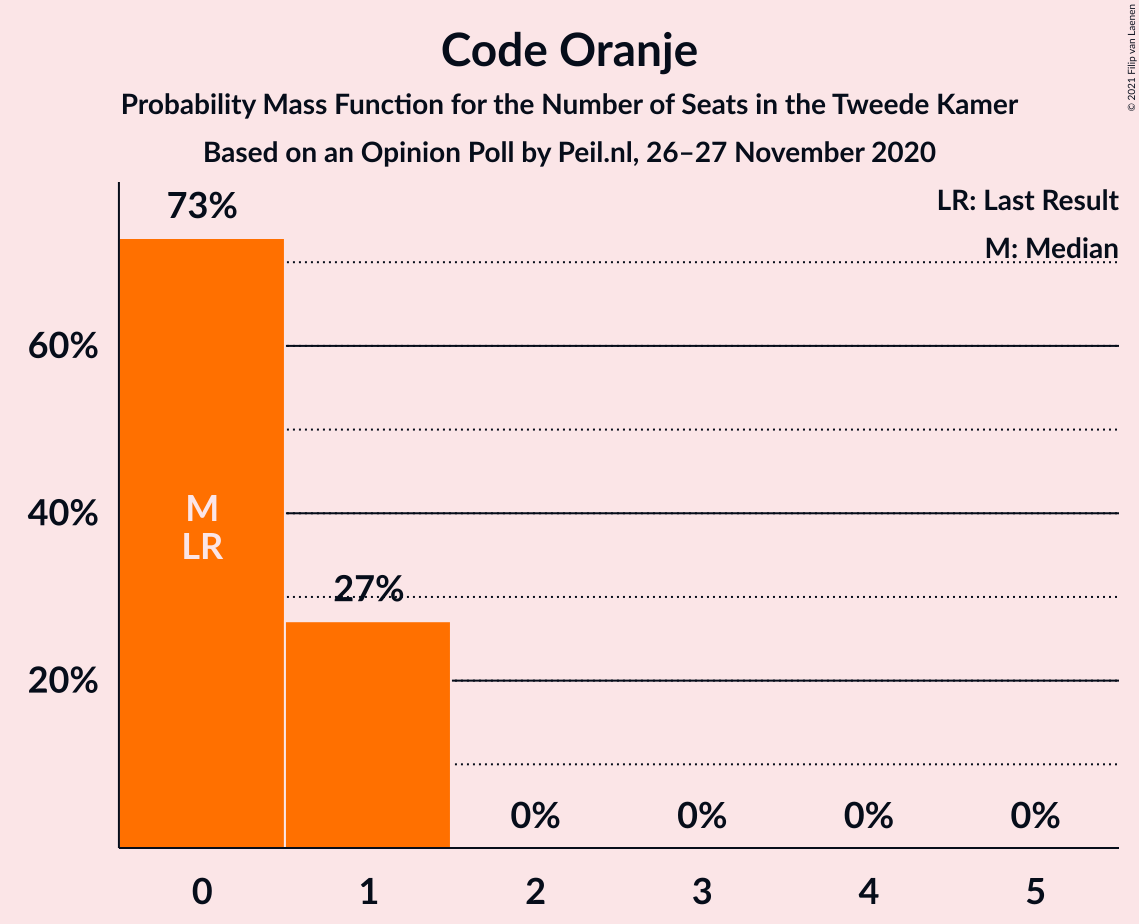 Code Oranje
Probability Mass Function for the Number of Seats in the Tweede Kamer
Based on an Opinion Poll by Peil.nl, 26–27 November 2020
© 2021 Filip van Laenen
LR: Last Result
M: Median
73%
60%
40%
20%
M
LR
27%
0%
0%
0%
0%
0
1
2
3
4
5